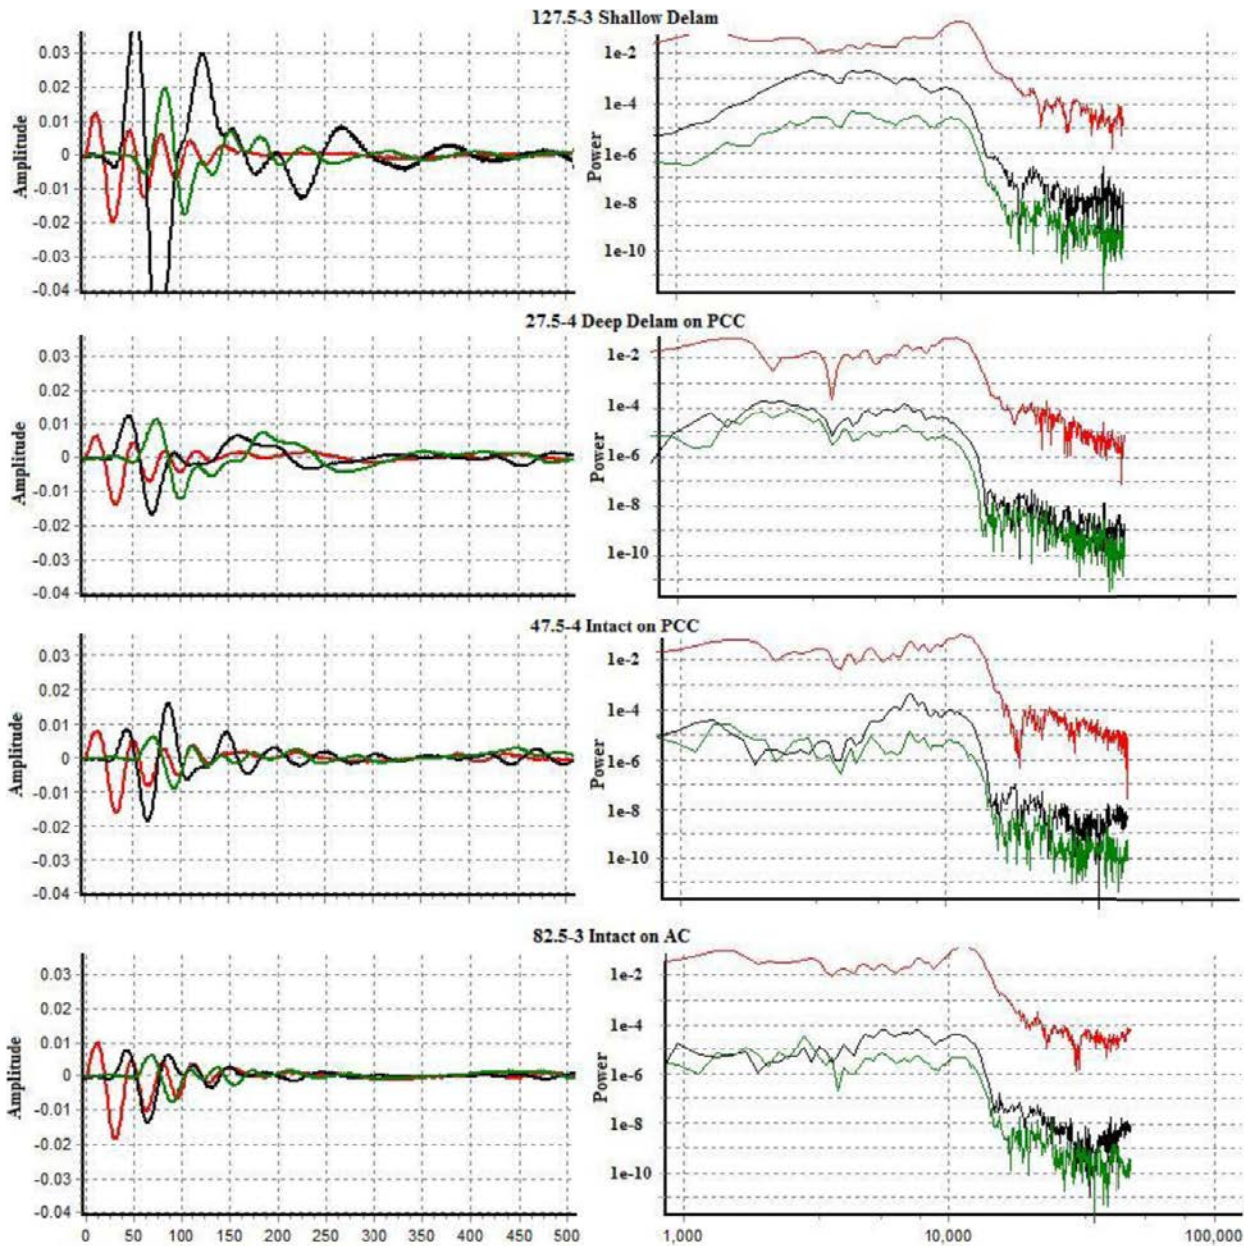 127.5-3 Shallow Delam
0.03
0.02
0.01
0
-0.01
-0.02
-0.03
-0.04
Amplitude
1e-2
1e-4
1e-6
1e-8
1e-10
Power
27.5-4 Deep Delam on PCC
0.03
0.02
0.01
0
-0.01
-0.02
-0.03
-0.04
Amplitude
1e-2
1e-4
1e-6
1e-8
1e-10
Power
47.5-4 Intact on PCC
0.03
0.02
0.01
0
-0.01
-0.02
-0.03
-0.04
Amplitude
1e-2
1e-4
1e-6
1e-8
1e-10
Power
82.5-3 Intact on AC
0.03
0.02
0.01
0
-0.01
-0.02
-0.03
-0.04
Amplitude
1e-2
1e-4
1e-6
1e-8
1e-10
Power
0 50 100 150 200 250 300 350 400 450 500
1,000 10,000 100,000